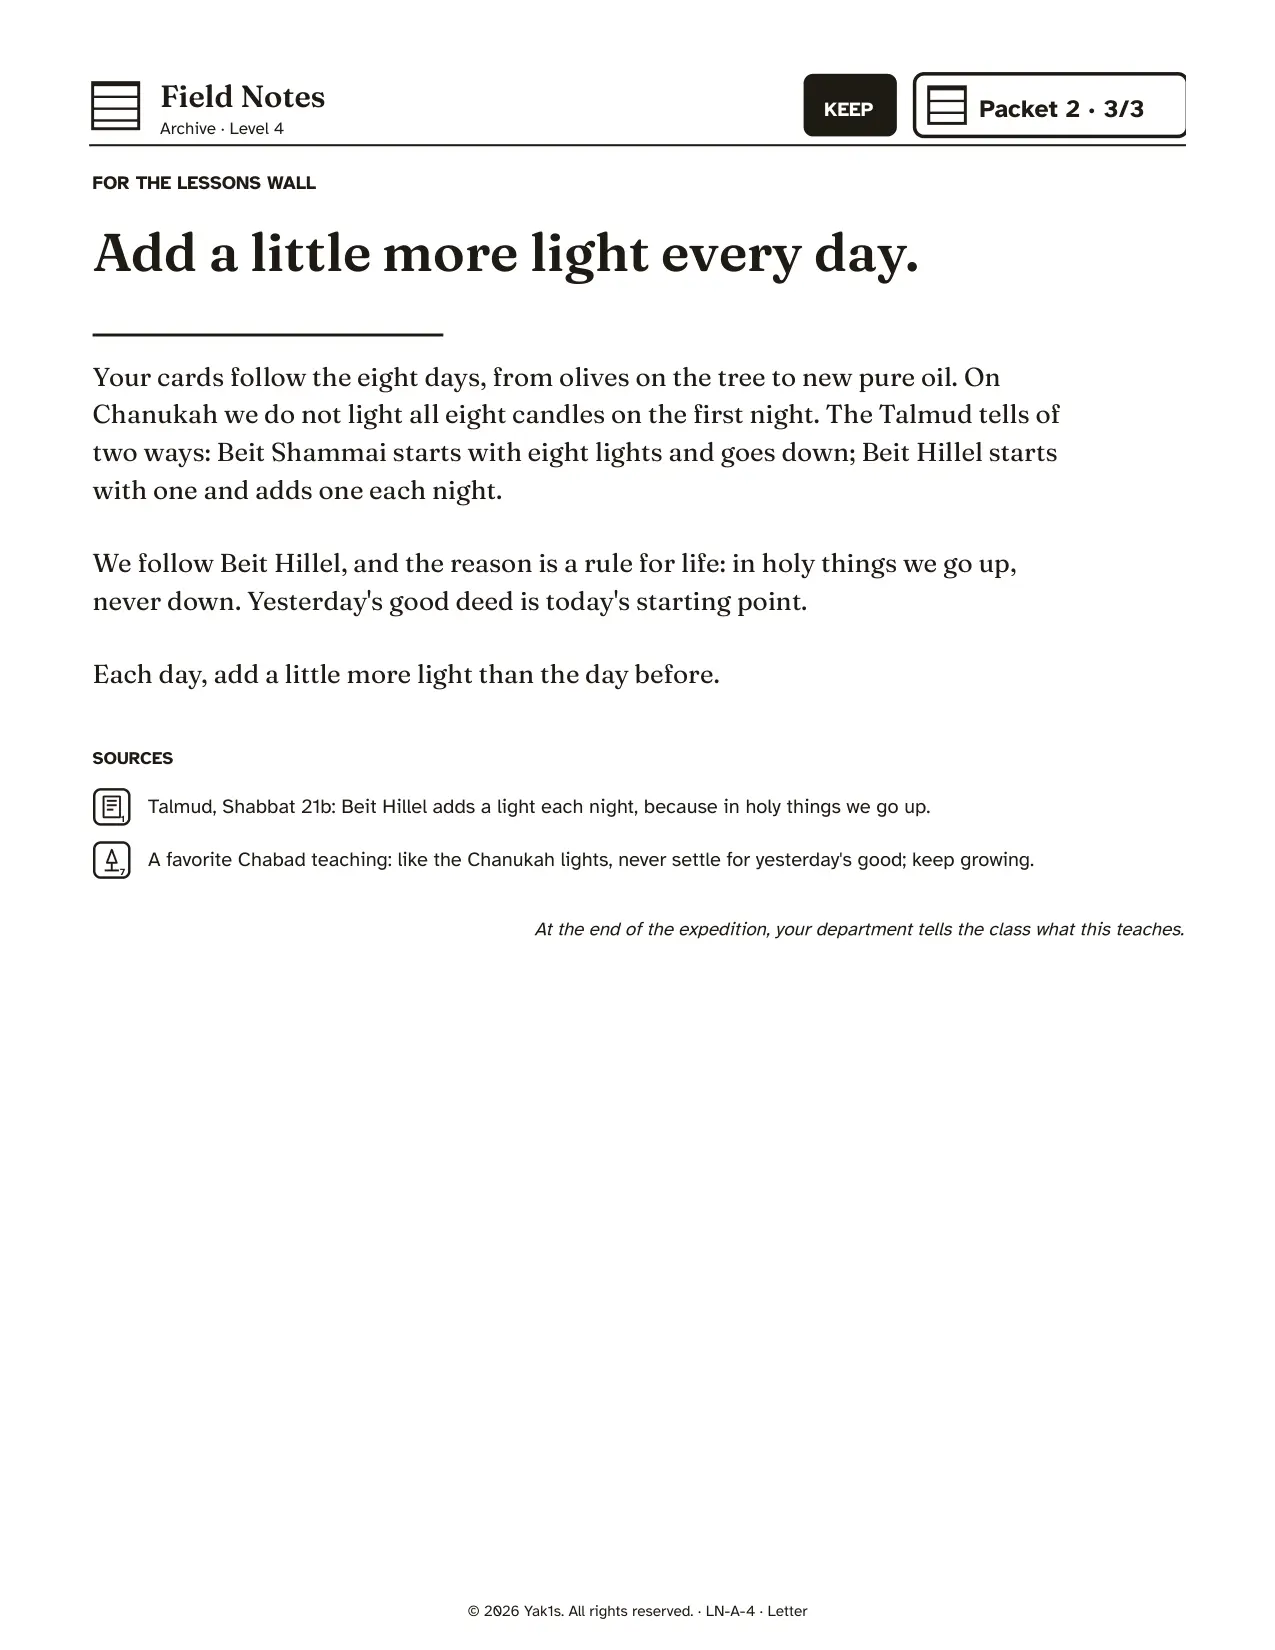 Field Notes
Archive · Level 4
KEEP
Packet 2 · 3/3
FOR THE LESSONS WALL
Add a little more light every day.
Your cards follow the eight days, from olives on the tree to new pure oil. On
Chanukah we do not light all eight candles on the first night. The Talmud tells of
two ways: Beit Shammai starts with eight lights and goes down; Beit Hillel starts
with one and adds one each night.
We follow Beit Hillel, and the reason is a rule for life: in holy things we go up,
never down. Yesterday's good deed is today's starting point.
Each day, add a little more light than the day before.
SOURCES
1
Talmud, Shabbat 21b: Beit Hillel adds a light each night, because in holy things we go up.
7
A favorite Chabad teaching: like the Chanukah lights, never settle for yesterday's good; keep growing.
At the end of the expedition, your department tells the class what this teaches.
© 2026 Yak1s. All rights reserved. · LN-A-4 · Letter